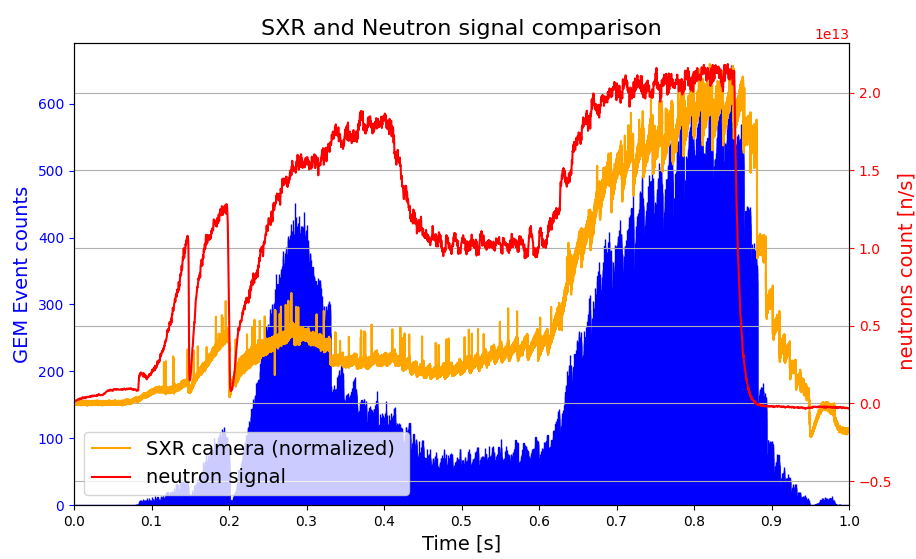 SXR and Neutron signal comparison
1e13
GEM Event counts
600
500
400
300
200
100
0
2.0
1.5
1.0
0.5
0.0
−0.5
neutrons count [n/s]
SXR camera (normalized)
neutron signal
0.0 0.1 0.2 0.3 0.4 0.5 0.6 0.7 0.8 0.9 1.0
Time [s]